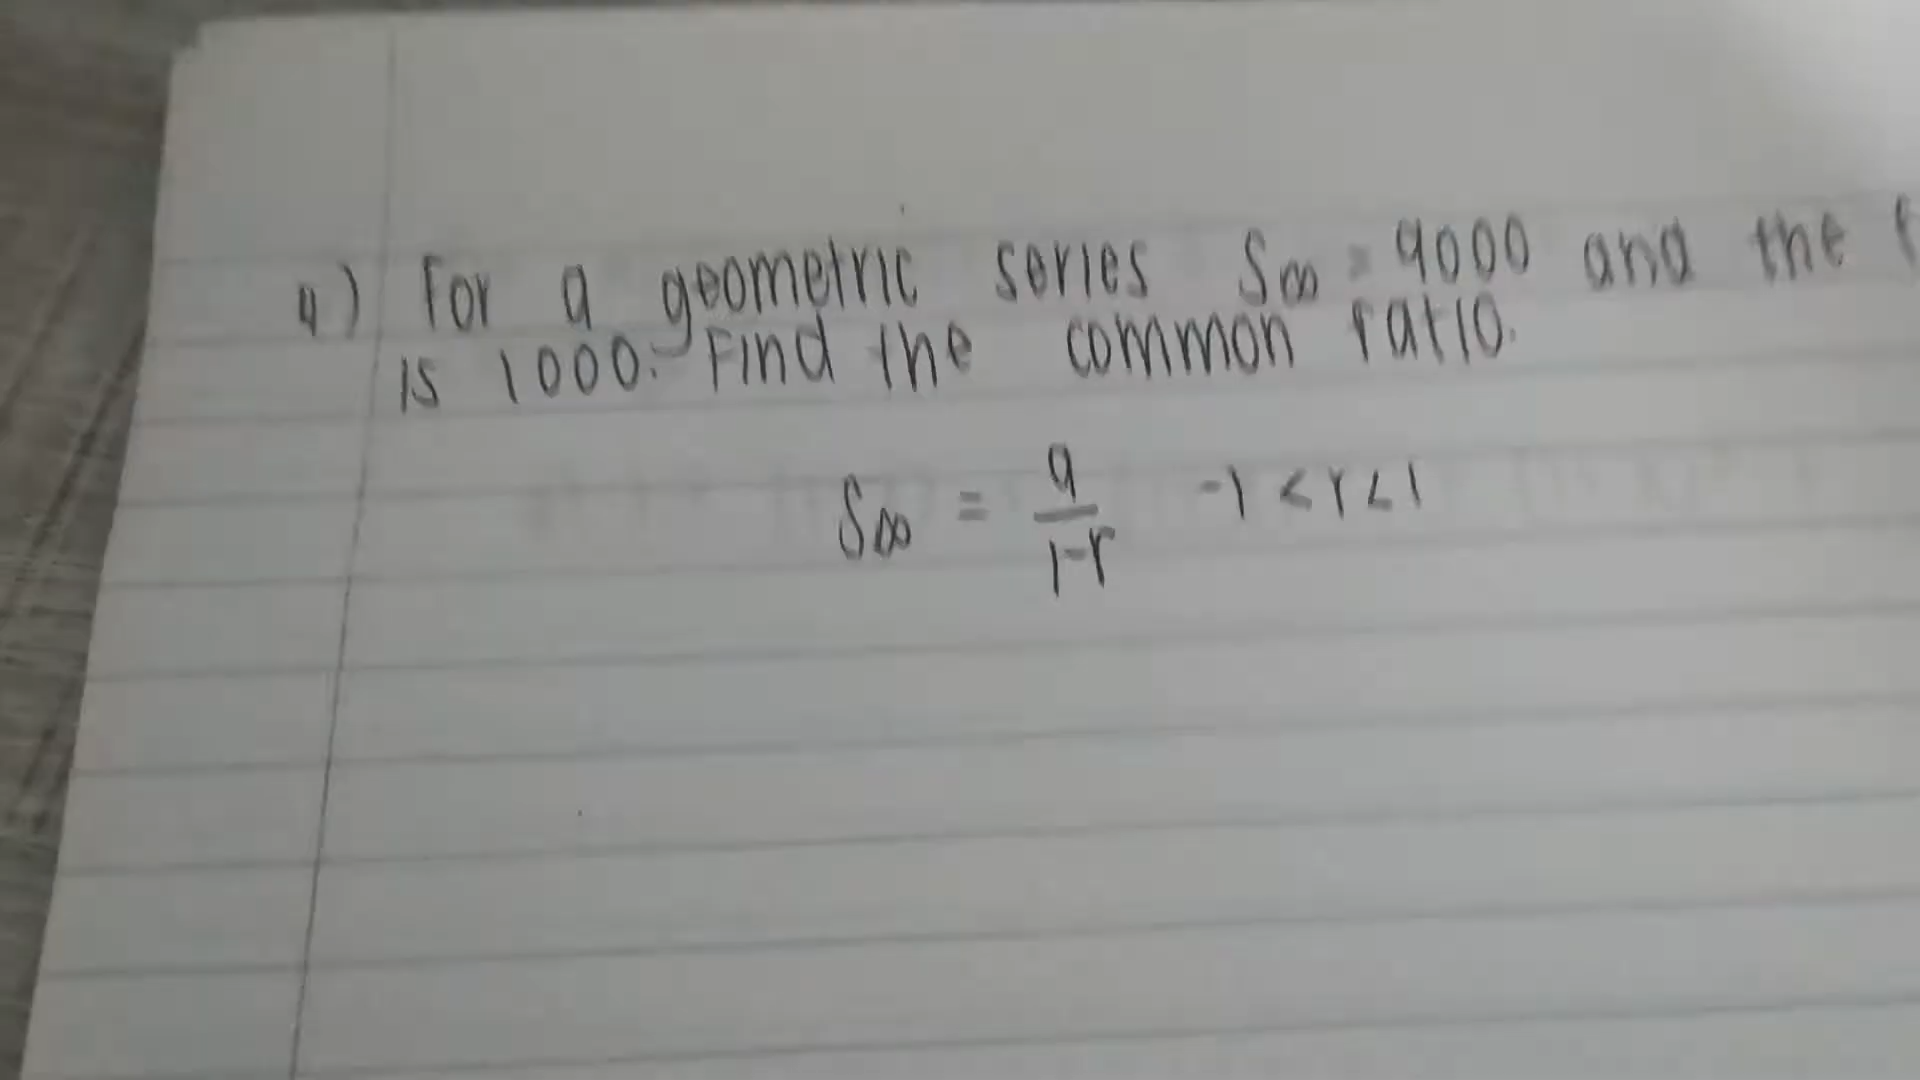 4) For a geometric series S∞ = 9000 and the
is 1000. Find the common ratio.
S∞ = a/1-r -1 < r < 1